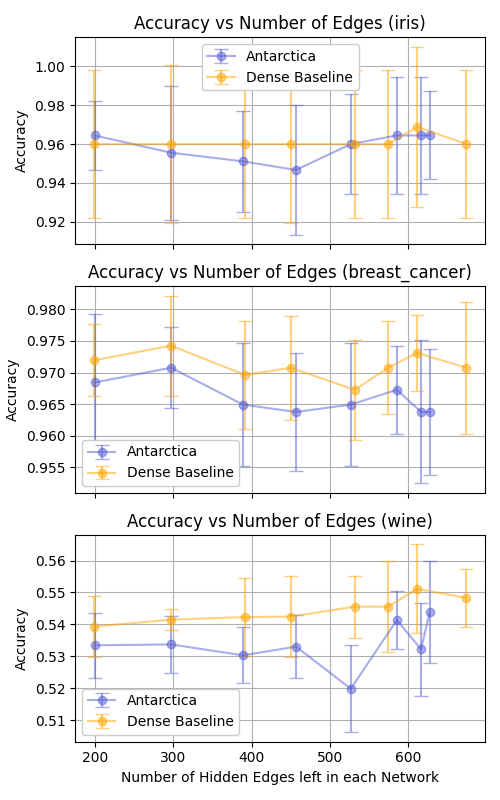 Accuracy vs Number of Edges (iris)
Antarctica
Dense Baseline
1.00
0.98
0.96
0.94
0.92
Accuracy
Accuracy vs Number of Edges (breast_cancer)
0.980
0.975
0.970
0.965
0.960
0.955
Accuracy
Antarctica
Dense Baseline
Accuracy vs Number of Edges (wine)
0.56
0.55
0.54
0.53
0.52
0.51
Accuracy
Antarctica
Dense Baseline
200 300 400 500 600
Number of Hidden Edges left in each Network